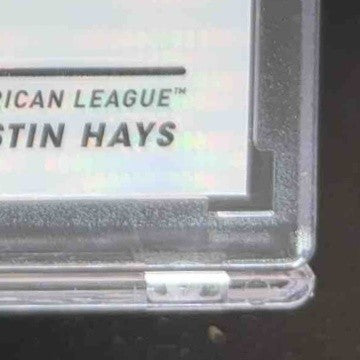 RICAN LEAGUE™
STIN HAYS